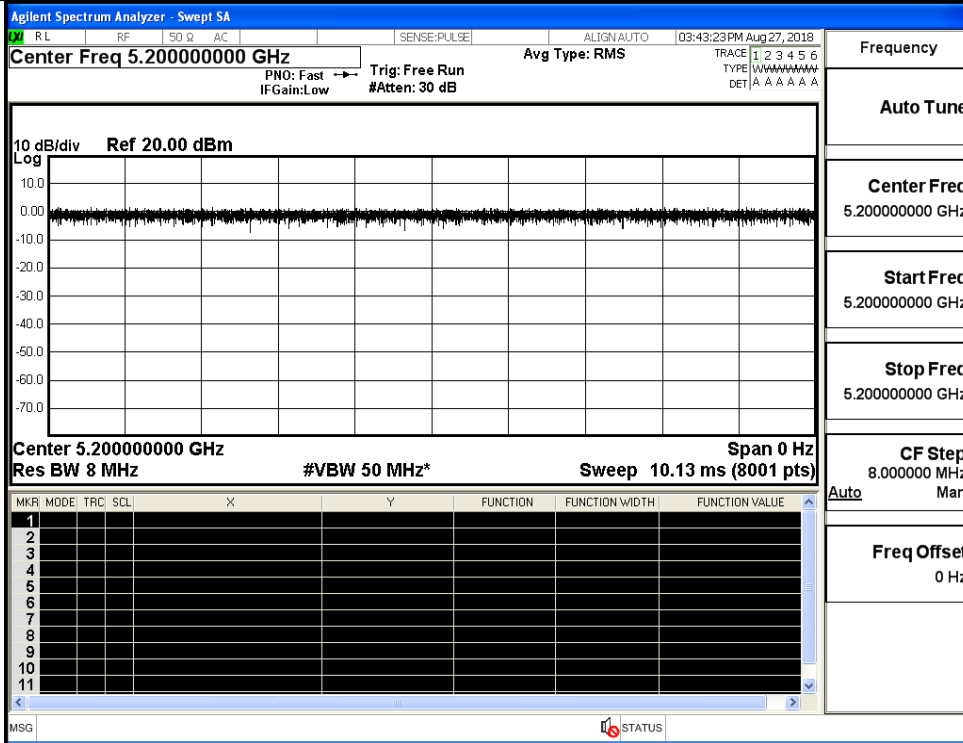 Agilent Spectrum Analyzer - Swept SA
LXI RL RF 50 Ω AC SENSE:PULSE ALIGN AUTO 03:43:23 PM Aug 27, 2018
Center Freq 5.200000000 GHz
Avg Type: RMS
TRACE 1 2 3 4 5 6
PNO: Fast
Trig: Free Run
TYPE WWWWWW
IFGain:Low
#Atten: 30 dB
DET A A A A A A
10 dB/div Ref 20.00 dBm
Log
10.0
0.00
-10.0
-20.0
-30.0
-40.0
-50.0
-60.0
-70.0
Center 5.200000000 GHz Span 0 Hz
Res BW 8 MHz #VBW 50 MHz* Sweep 10.13 ms (8001 pts)
MKR MODE TRC SCL X Y FUNCTION FUNCTION WIDTH FUNCTION VALUE
1
2
3
4
5
6
7
8
9
10
11
MSG STATUS
Frequency
Auto Tune
Center Freq
5.200000000 GHz
Start Freq
5.200000000 GHz
Stop Freq
5.200000000 GHz
CF Step
8.000000 MHz
Auto Man
Freq Offset
0 Hz